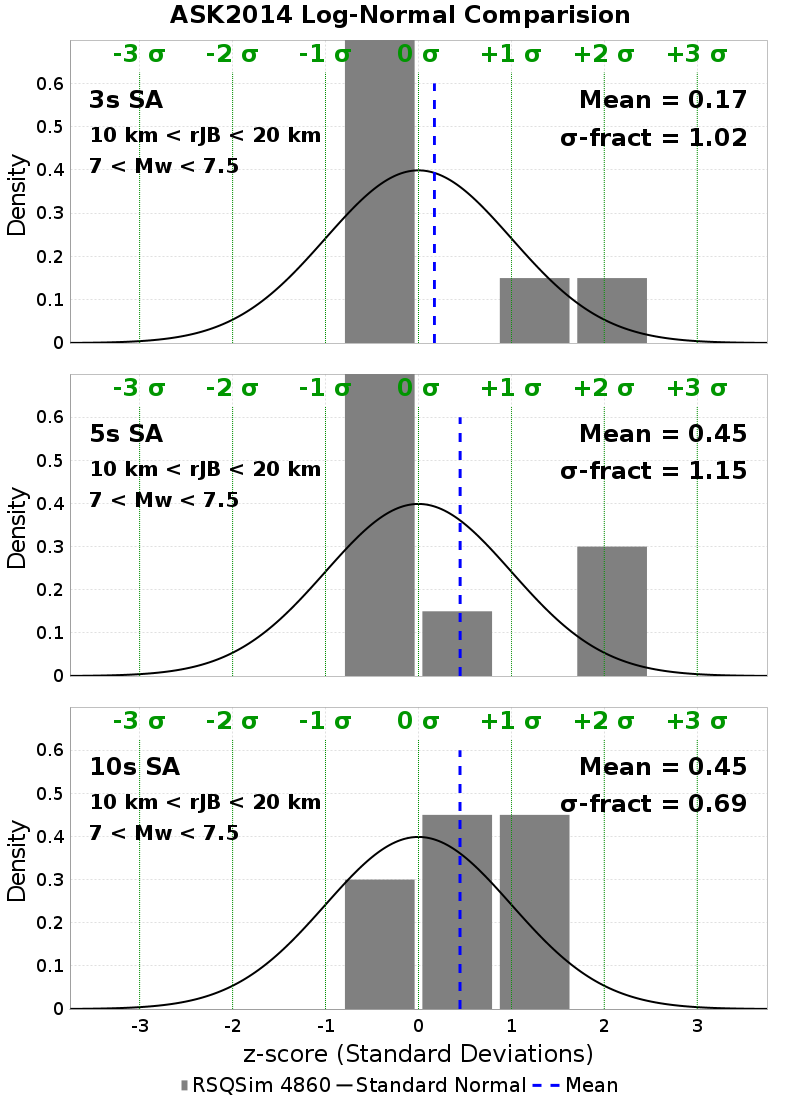 ASK2014 Log-Normal Comparision
-3 σ -2 σ -1 σ 0 σ +1 σ +2 σ +3 σ
3s SA
10 km < rJB < 20 km
7 < Mw < 7.5
Mean = 0.17
σ-fract = 1.02
Density
0.6
0.5
0.4
0.3
0.2
0.1
0
-3 σ -2 σ -1 σ 0 σ +1 σ +2 σ +3 σ
5s SA
10 km < rJB < 20 km
7 < Mw < 7.5
Mean = 0.45
σ-fract = 1.15
Density
0.6
0.5
0.4
0.3
0.2
0.1
0
-3 σ -2 σ -1 σ 0 σ +1 σ +2 σ +3 σ
10s SA
10 km < rJB < 20 km
7 < Mw < 7.5
Mean = 0.45
σ-fract = 0.69
Density
0.6
0.5
0.4
0.3
0.2
0.1
0
-3 -2 -1 0 1 2 3
z-score (Standard Deviations)
RSQSim 4860 Standard Normal Mean